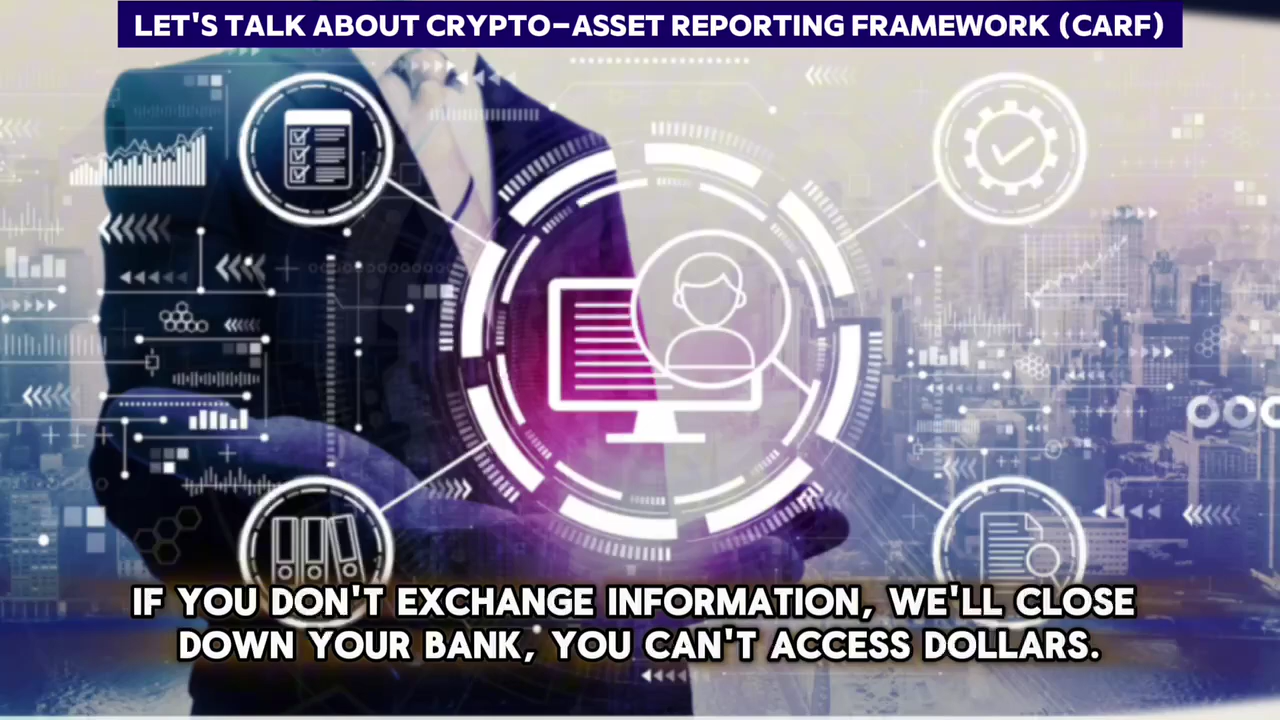 LET'S TALK ABOUT CRYPTO-ASSET REPORTING FRAMEWORK (CARF)
IF YOU DON'T EXCHANGE INFORMATION, WE'LL CLOSE
DOWN YOUR BANK, YOU CAN'T ACCESS DOLLARS.